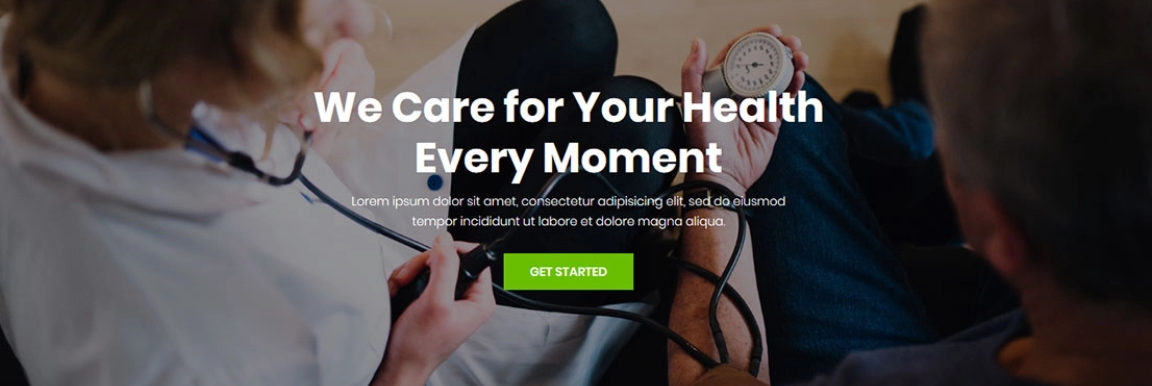 We Care for Your Health
Every Moment
Lorem ipsum dolor sit amet, consectetur adipisicing elit, sed do eiusmod
tempor incididunt ut labore et dolore magna aliqua.
GET STARTED